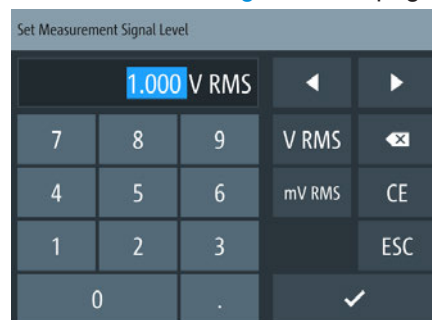 Set Measurement Signal Level
1.000 V RMS
7 8 9 V RMS
4 5 6 mV RMS CE
1 2 3 ESC
0 .